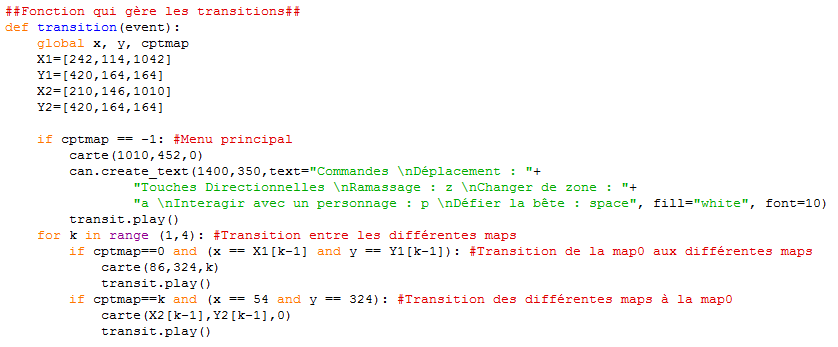 ##Fonction qui gère les transitions##
def transition(event):
    global x, y, cptmap
    X1=[242,114,1042]
    Y1=[420,164,164]
    X2=[210,146,1010]
    Y2=[420,164,164]

    if cptmap == -1: #Menu principal
        carte(1010,452,0)
        can.create_text(1400,350,text="Commandes \nDéplacement : "+
                "Touches Directionnelles \nRamassage : z \nChanger de zone : "+
                "a \nInteragir avec un personnage : p \nDéfier la bête : space", fill="white", font=10)
        transit.play()
    for k in range (1,4): #Transition entre les différentes maps
        if cptmap==0 and (x == X1[k-1] and y == Y1[k-1]): #Transition de la map0 aux différentes maps
            carte(86,324,k)
            transit.play()
        if cptmap==k and (x == 54 and y == 324): #Transition des différentes maps à la map0
            carte(X2[k-1],Y2[k-1],0)
            transit.play()